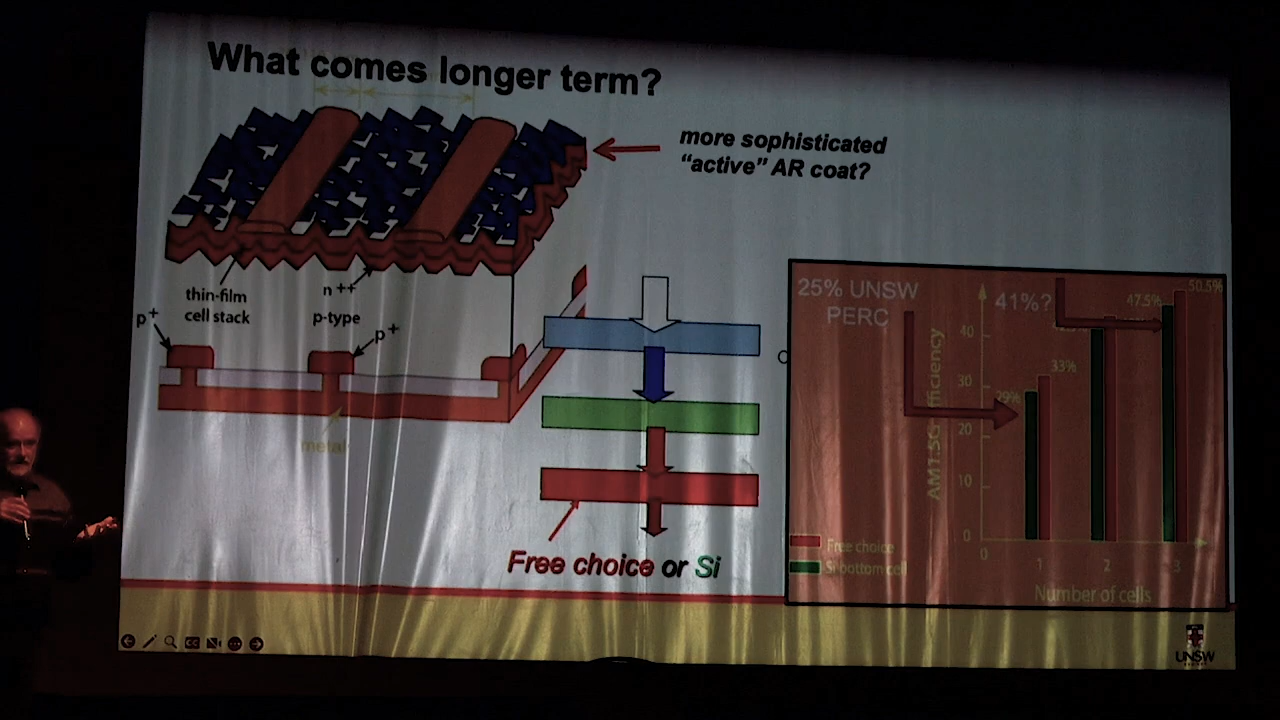 What comes longer term?
more sophisticated
“active” AR coat?
thin-film
cell stack
n ++
p-type
p+
p+
metal
Free choice or Si
25% UNSW
PERC
41%?
47.5%
50.5%
33%
29%
AM1.5G efficiency
40
30
20
10
0
0
1
2
3
Number of cells
Free choice
Si bottom cell
UNSW